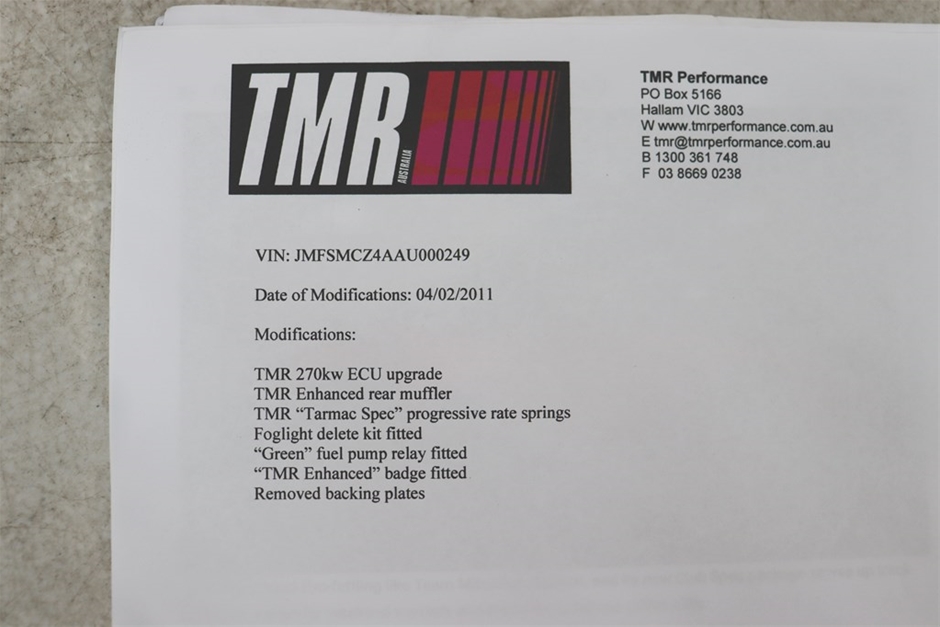 TMR
AUSTRALIA
TMR Performance
PO Box 5166
Hallam VIC 3803
W www.tmrperformance.com.au
E tmr@tmrperformance.com.au
B 1300 361 748
F 03 8669 0238
VIN: JMFSMCZ4AAU000249
Date of Modifications: 04/02/2011
Modifications:
TMR 270kw ECU upgrade
TMR Enhanced rear muffler
TMR “Tarmac Spec” progressive rate springs
Foglight delete kit fitted
“Green” fuel pump relay fitted
“TMR Enhanced” badge fitted
Removed backing plates